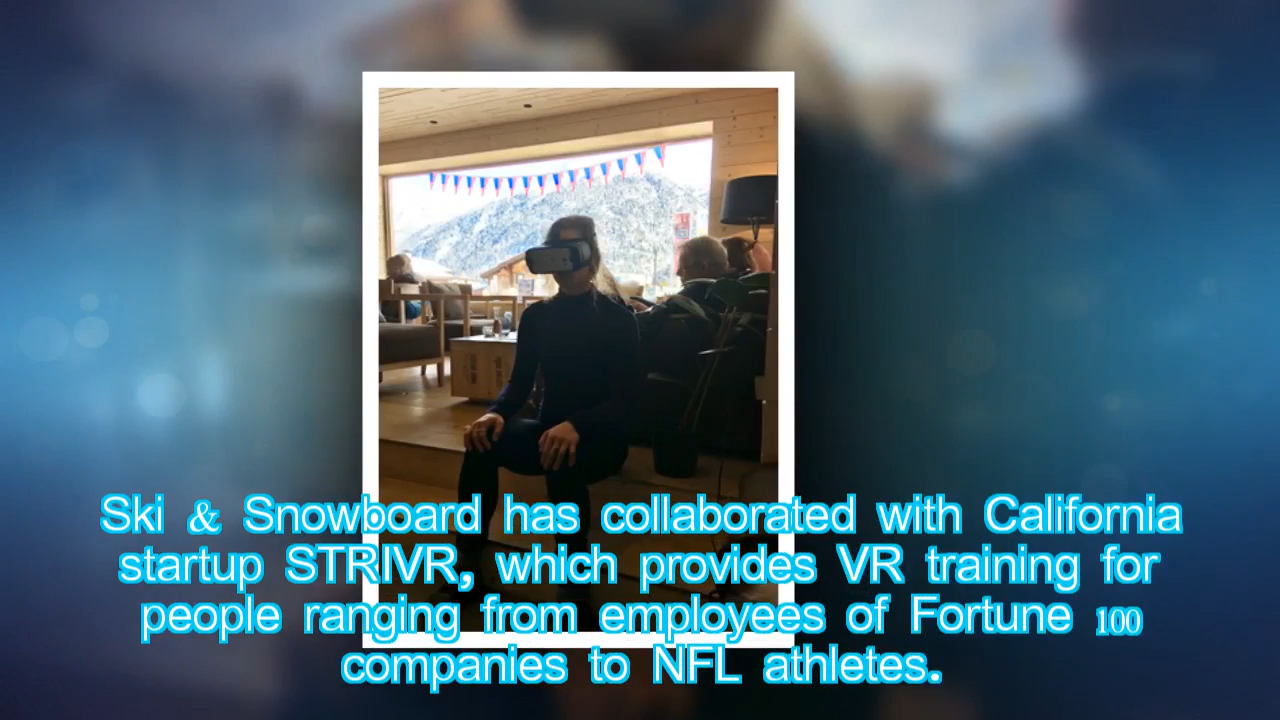 Ski & Snowboard has collaborated with California
startup STRIVR, which provides VR training for
people ranging from employees of Fortune 100
companies to NFL athletes.